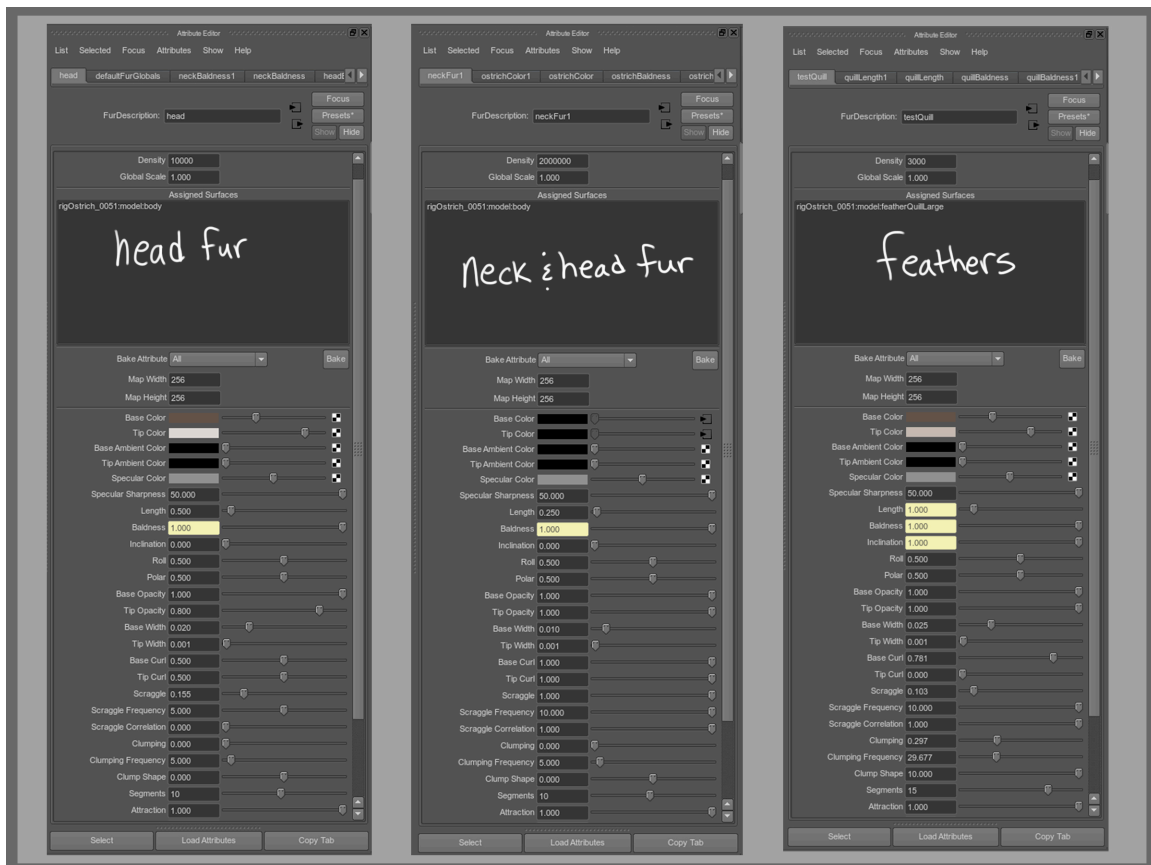 Attribute Editor
List Selected Focus Attributes Show Help
head defaultFurGlobals neckBaldness1 neckBaldness
FurDescription: head
Focus
Presets*
Show Hide
Density 10000
Global Scale 1.000
Assigned Surfaces
rigOstrich_0051:model:body
head fur
Bake Attribute All Bake
Map Width 256
Map Height 256
Base Color
Tip Color
Base Ambient Color
Tip Ambient Color
Specular Color
Specular Sharpness 50.000
Length 0.500
Baldness 1.000
Inclination 0.000
Roll 0.500
Polar 0.500
Base Opacity 1.000
Tip Opacity 0.800
Base Width 0.020
Tip Width 0.001
Base Curl 0.500
Tip Curl 0.500
Scraggle 0.155
Scraggle Frequency 5.000
Scraggle Correlation 0.000
Clumping 0.000
Clumping Frequency 5.000
Clump Shape 0.000
Segments 10
Attraction 1.000
Select Load Attributes Copy Tab
Attribute Editor
List Selected Focus Attributes Show Help
neckFur1 ostrichColor1 ostrichColor ostrichBaldness ostrich
FurDescription: neckFur1
Focus
Presets*
Show Hide
Density 2000000
Global Scale 1.000
Assigned Surfaces
rigOstrich_0051:model:body
neck & head fur
Bake Attribute All Bake
Map Width 256
Map Height 256
Base Color
Tip Color
Base Ambient Color
Tip Ambient Color
Specular Color
Specular Sharpness 50.000
Length 0.250
Baldness 1.000
Inclination 0.000
Roll 0.500
Polar 0.500
Base Opacity 1.000
Tip Opacity 1.000
Base Width 0.010
Tip Width 0.001
Base Curl 1.000
Tip Curl 1.000
Scraggle 1.000
Scraggle Frequency 10.000
Scraggle Correlation 1.000
Clumping 0.000
Clumping Frequency 5.000
Clump Shape 0.000
Segments 10
Attraction 1.000
Select Load Attributes Copy Tab
Attribute Editor
List Selected Focus Attributes Show Help
testQuill quillLength1 quillLength quillBaldness quillBaldness1
FurDescription: testQuill
Focus
Presets*
Show Hide
Density 3000
Global Scale 1.000
Assigned Surfaces
rigOstrich_0051:model:featherQuillLarge
feathers
Bake Attribute All Bake
Map Width 256
Map Height 256
Base Color
Tip Color
Base Ambient Color
Tip Ambient Color
Specular Color
Specular Sharpness 50.000
Length 1.000
Baldness 1.000
Inclination 1.000
Roll 0.500
Polar 0.500
Base Opacity 1.000
Tip Opacity 1.000
Base Width 0.025
Tip Width 0.001
Base Curl 0.781
Tip Curl 0.000
Scraggle 0.103
Scraggle Frequency 10.000
Scraggle Correlation 1.000
Clumping 0.297
Clumping Frequency 29.677
Clump Shape 10.000
Segments 15
Attraction 1.000
Select Load Attributes Copy Tab